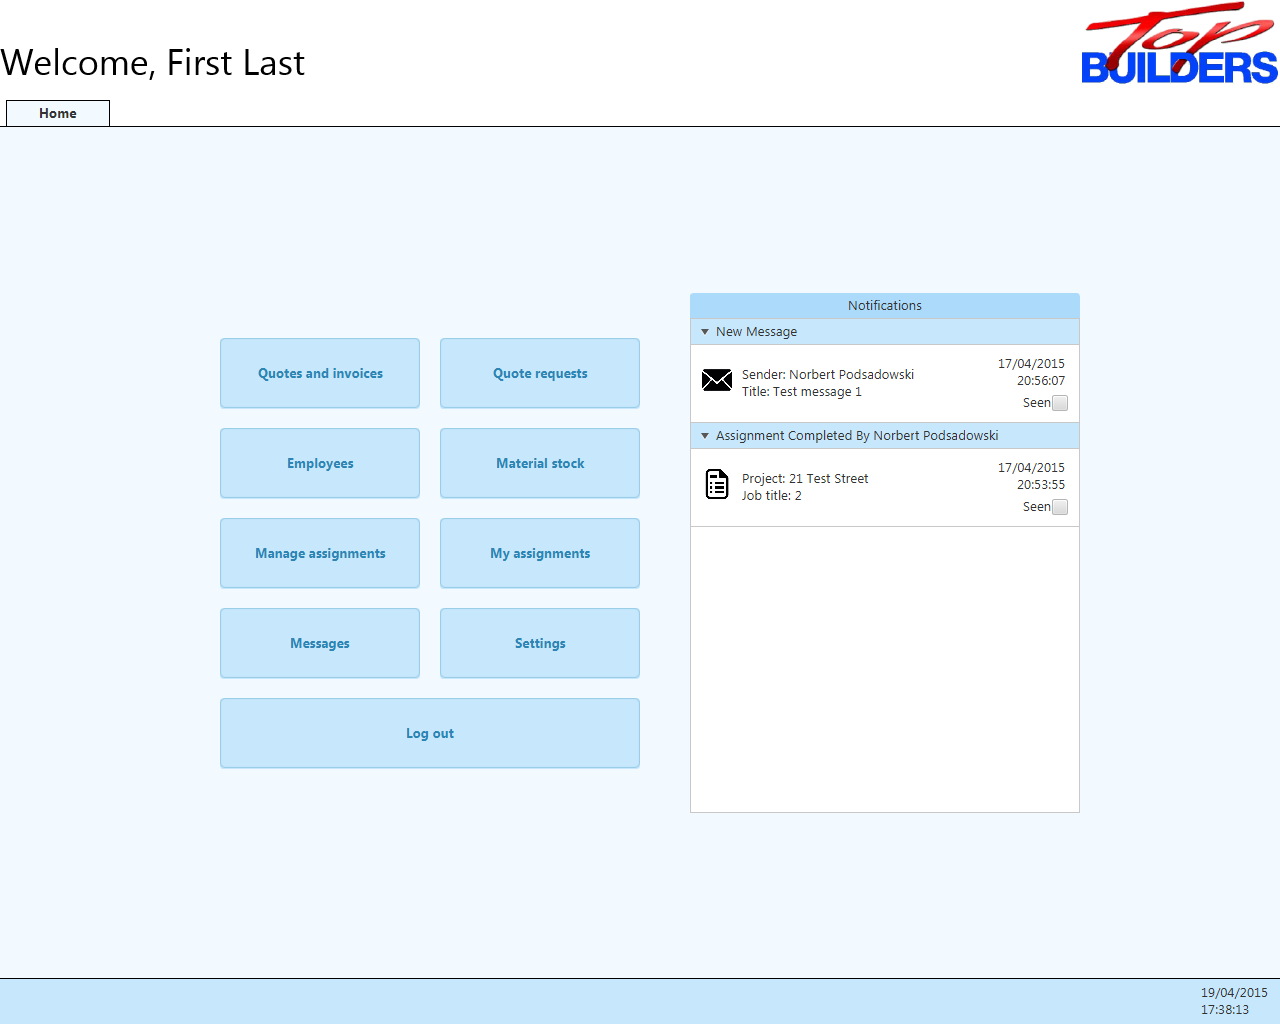 Top
BUILDERS
Welcome, First Last
Home
Notifications
New Message
Sender: Norbert Podsadowski
Title: Test message 1
17/04/2015
20:56:07
Seen
Assignment Completed By Norbert Podsadowski
Project: 21 Test Street
Job title: 2
17/04/2015
20:53:55
Seen
Quotes and invoices
Quote requests
Employees
Material stock
Manage assignments
My assignments
Messages
Settings
Log out
19/04/2015
17:38:13